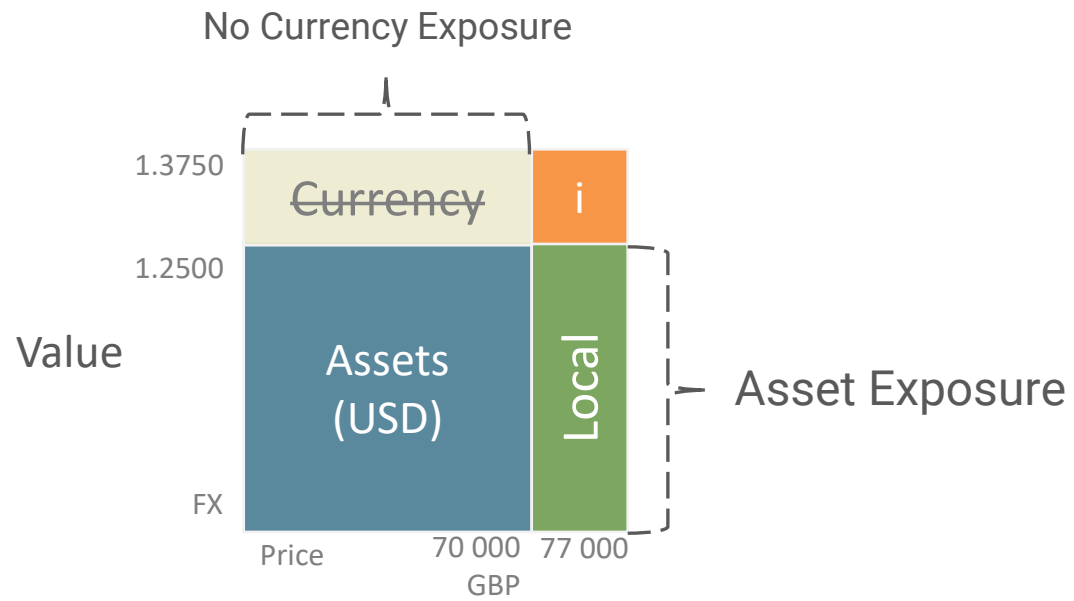 No Currency Exposure
1.3750
Currency
i
1.2500
Value
Assets
(USD)
Local
Asset Exposure
FX
Price
70 000
77 000
GBP